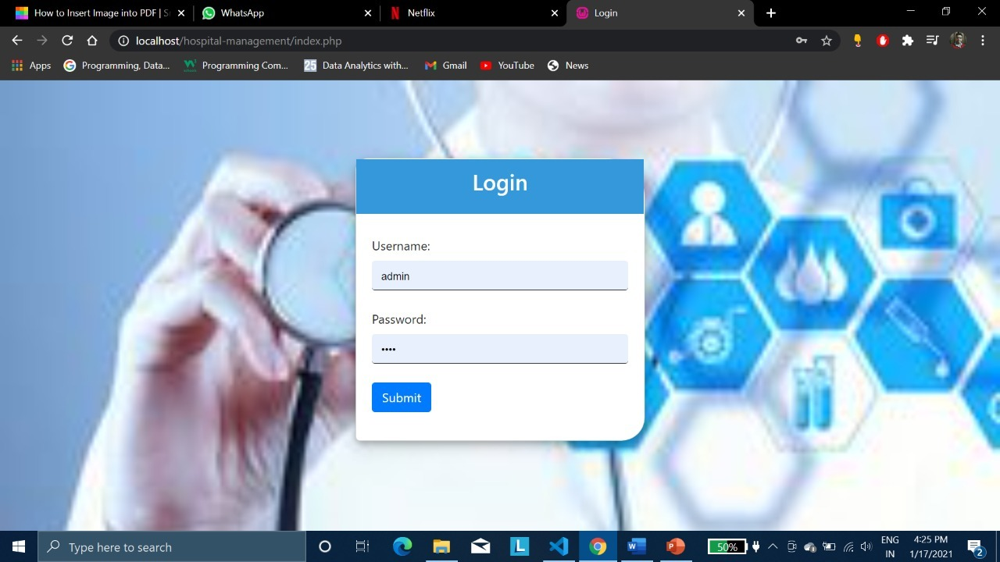 How to Insert Image into PDF |
WhatsApp
Netflix
Login
localhost/hospital-management/index.php
Apps
Programming, Data...
Programming Com...
Data Analytics with...
Gmail
YouTube
News
Login
Username:
admin
Password:
••••
Submit
Type here to search
50%
ENG
IN
4:25 PM
1/17/2021
2